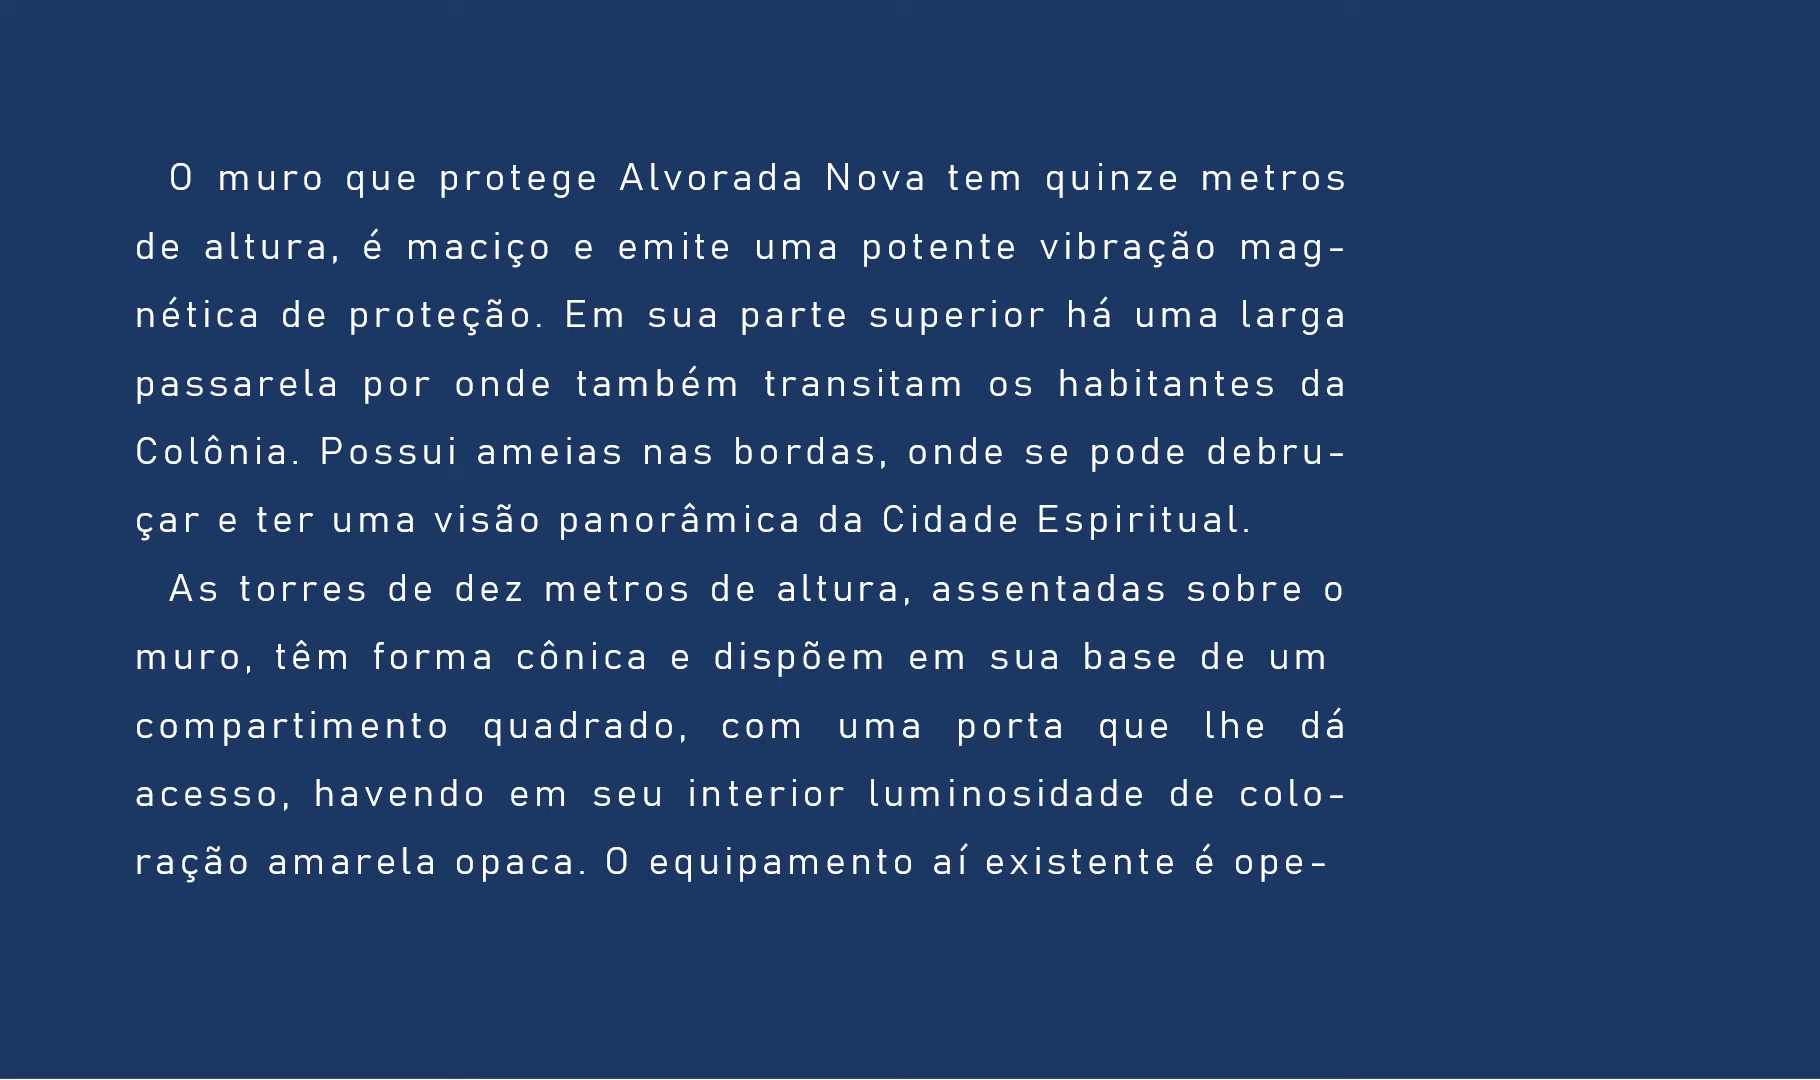 O muro que protege Alvorada Nova tem quinze metros
de altura, é maciço e emite uma potente vibração mag-
nética de proteção. Em sua parte superior há uma larga
passarela por onde também transitam os habitantes da
Colônia. Possui ameias nas bordas, onde se pode debru-
çar e ter uma visão panorâmica da Cidade Espiritual.
As torres de dez metros de altura, assentadas sobre o
muro, têm forma cônica e dispõem em sua base de um
compartimento quadrado, com uma porta que lhe dá
acesso, havendo em seu interior luminosidade de colo-
ração amarela opaca. O equipamento aí existente é ope-